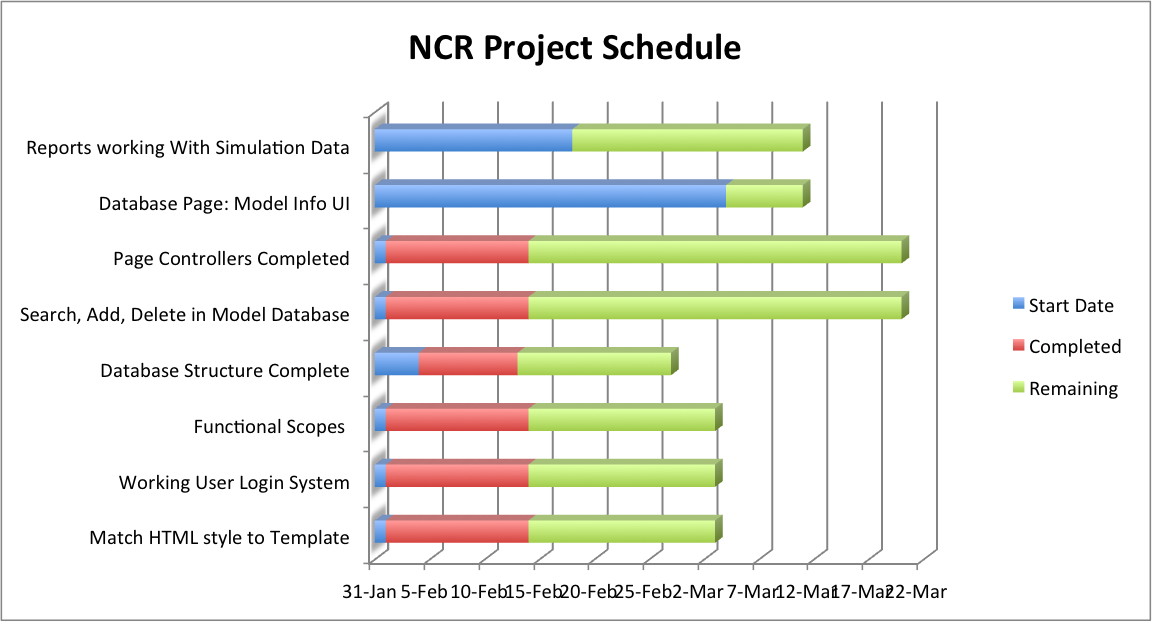 NCR Project Schedule
Reports working With Simulation Data
Database Page: Model Info UI
Page Controllers Completed
Search, Add, Delete in Model Database
Database Structure Complete
Functional Scopes
Working User Login System
Match HTML style to Template
Start Date
Completed
Remaining
31-Jan 5-Feb 10-Feb 15-Feb 20-Feb 25-Feb 2-Mar 7-Mar 12-Mar 17-Mar 22-Mar